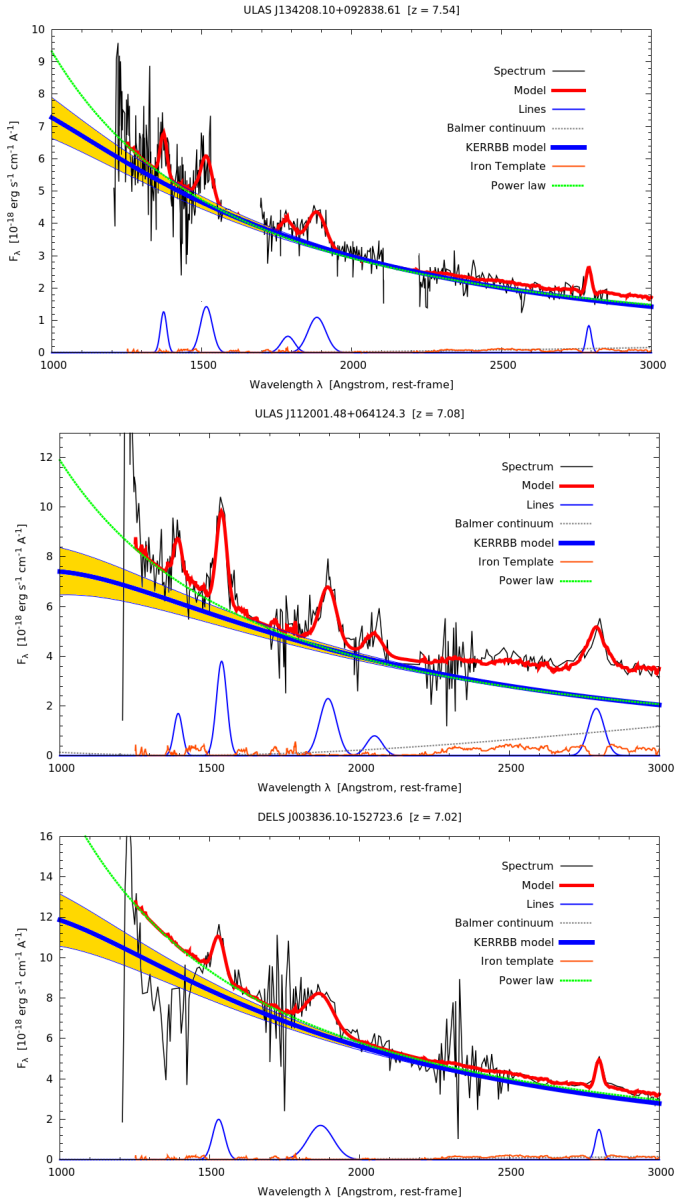 ULAS J134208.10+092838.61 [z = 7.54]
10
9
8
7
6
5
4
3
2
1
0
Fλ [10⁻¹⁸ erg s⁻¹ cm⁻¹ A⁻¹]
Spectrum
Model
Lines
Balmer continuum
KERRBB model
Iron Template
Power law
1000 1500 2000 2500 3000
Wavelength λ [Angstrom, rest-frame]
ULAS J112001.48+064124.3 [z = 7.08]
12
10
8
6
4
2
0
Fλ [10⁻¹⁸ erg s⁻¹ cm⁻¹ A⁻¹]
Spectrum
Model
Lines
Balmer continuum
KERRBB model
Iron Template
Power law
1000 1500 2000 2500 3000
Wavelength λ [Angstrom, rest-frame]
DELS J003836.10-152723.6 [z = 7.02]
16
14
12
10
8
6
4
2
0
Fλ [10⁻¹⁸ erg s⁻¹ cm⁻¹ A⁻¹]
Spectrum
Model
Lines
Balmer continuum
KERRBB model
Iron template
Power law
1000 1500 2000 2500 3000
Wavelength λ [Angstrom, rest-frame]